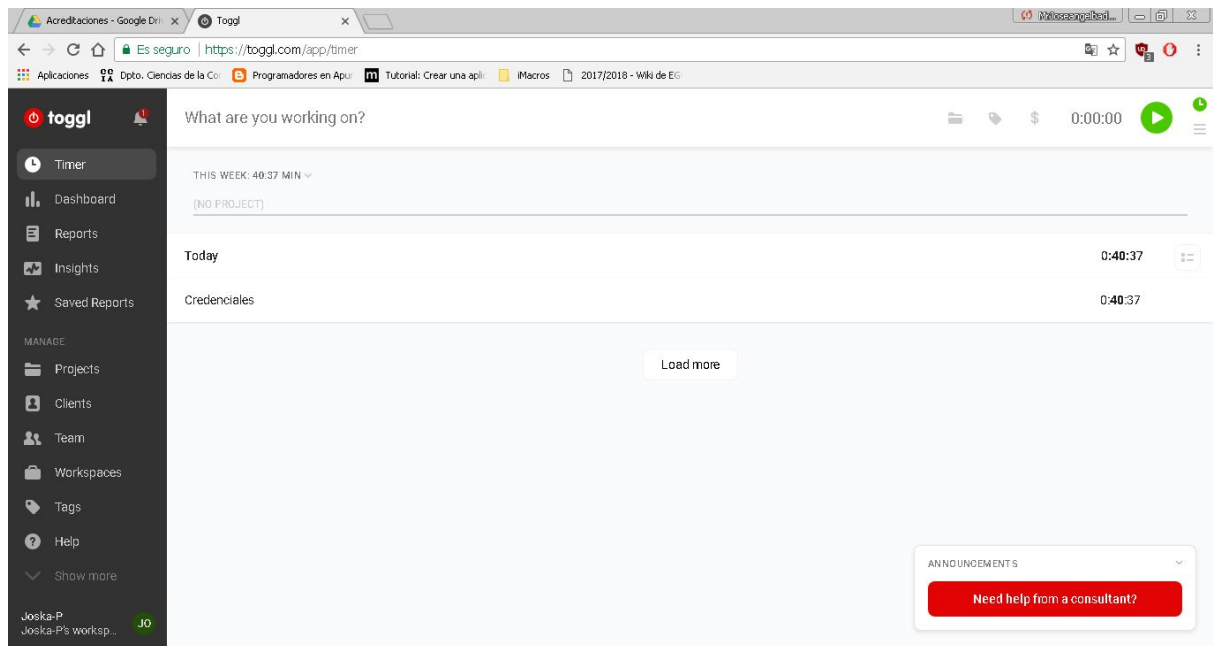 Acreditaciones - Google Dri
Toggl
Es seguro | https://toggl.com/app/timer
Aplicaciones Dpto. Ciencias de la Co Programadores en Apu Tutorial: Crear una apli iMacros 2017/2018 - Wiki de EG
toggl
What are you working on?
$ 0:00:00
Timer
Dashboard
Reports
Insights
Saved Reports
MANAGE
Projects
Clients
Team
Workspaces
Tags
Help
Show more
Joska-P
Joska-P's worksp...
JO
THIS WEEK: 40:37 MIN
(NO PROJECT)
Today 0:40:37
Credenciales 0:40:37
Load more
ANNOUNCEMENTS
Need help from a consultant?